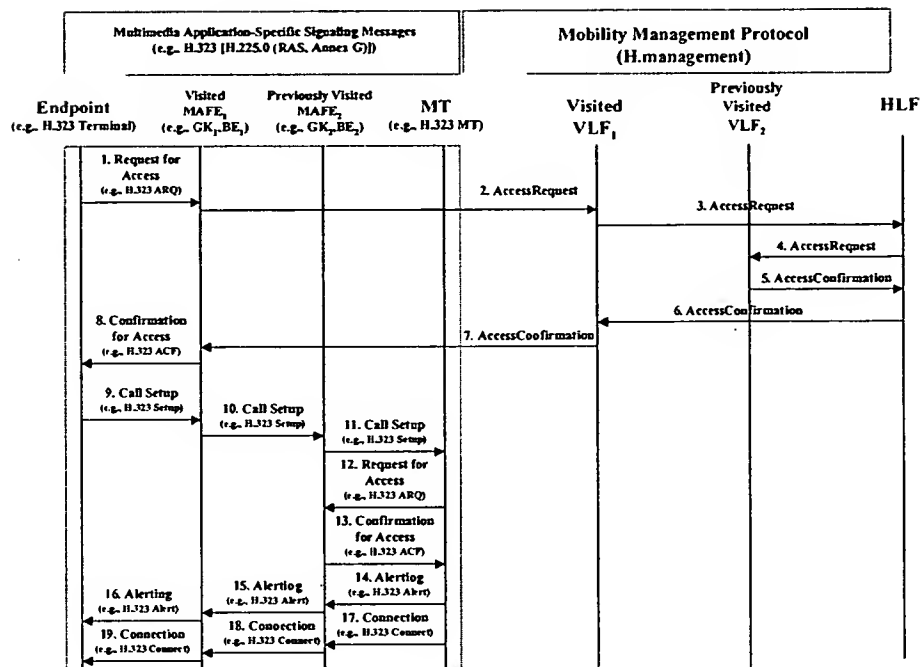 Multimedia Application-Specific Signaling Messages
(e.g., H.323 [H.225.0 (RAS, Annex G)])
Mobility Management Protocol
(H.management)
Endpoint
(e.g., H.323 Terminal)
Visited
MAFE1
(e.g., GK1,BE1)
Previously Visited
MAFE2
(e.g., GK2,BE2)
MT
(e.g., H.323 MT)
Visited
VLF1
Previously
Visited
VLF2
HLF
1. Request for
Access
(e.g., H.323 ARQ)
2. AccessRequest
3. AccessRequest
4. AccessRequest
5. AccessConfirmation
6. AccessConfirmation
7. AccessCoofirmation
8. Confirmation
for Access
(e.g., H.323 ACF)
9. Call Setup
(e.g., H.323 Setup)
10. Call Setup
(e.g., H.323 Setup)
11. Call Setup
(e.g., H.323 Setup)
12. Request for
Access
(e.g., H.323 ARQ)
13. Confirmation
for Access
(e.g., H.323 ACF)
14. Alertlog
(e.g., H.323 Alert)
15. Alertlog
(e.g., H.323 Alert)
16. Alerting
(e.g., H.323 Alert)
17. Connection
(e.g., H.323 Connect)
18. Conoection
(e.g., H.323 Connect)
19. Connection
(e.g., H.323 Connect)